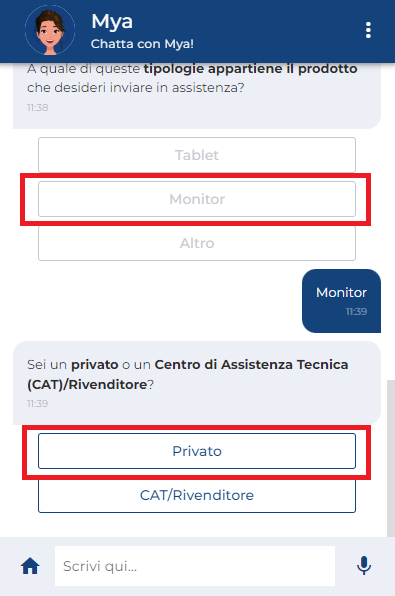 Mya
Chatta con Mya!
A quale di queste tipologie appartiene il prodotto
che desideri inviare in assistenza?
11:38
Tablet
Monitor
Altro
Monitor
11:39
Sei un privato o un Centro di Assistenza Tecnica
(CAT)/Rivenditore?
11:39
Privato
CAT/Rivenditore
Scrivi qui...